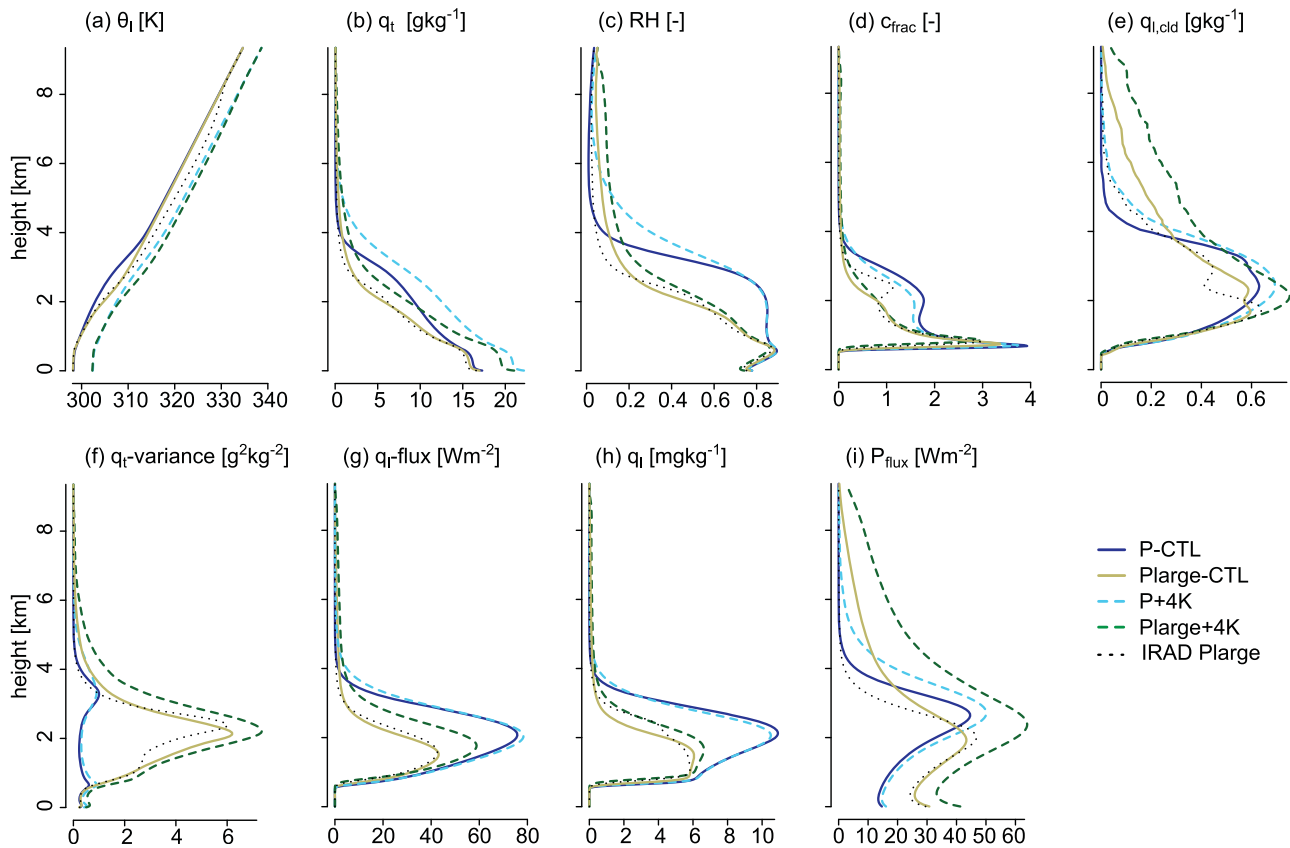 (a) θl [K] (b) qt [gkg-1] (c) RH [-] (d) cfrac [-] (e) ql,cld [gkg-1]
height [km]
0 2 4 6 8
300 310 320 330 340
0 5 10 15 20
0 0.2 0.4 0.6 0.8
0 1 2 3 4
0 0.2 0.4 0.6
(f) qt-variance [g2kg-2] (g) ql-flux [Wm-2] (h) ql [mgkg-1] (i) Pflux [Wm-2]
height [km]
0 2 4 6 8
0 2 4 6
0 20 40 60 80
0 2 4 6 8 10
0 10 20 30 40 50 60
P-CTL
Plarge-CTL
P+4K
Plarge+4K
IRAD Plarge